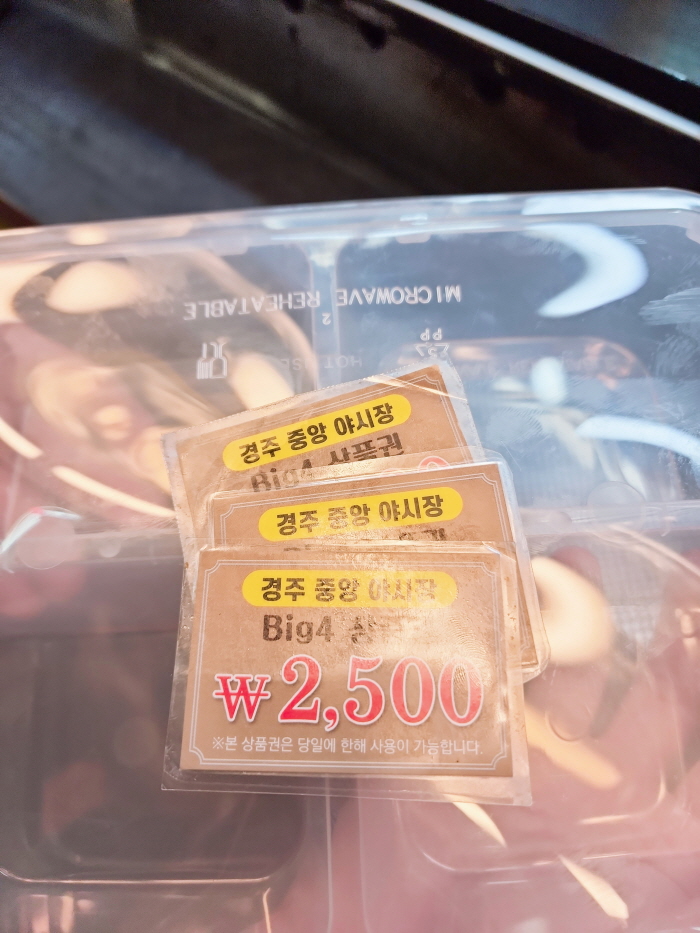 MICROWAVE REHEATABLE
2
PP
경주 중앙 야시장
Big4 상품권
경주 중앙 야시장
경주 중앙 야시장
Big4
₩2,500
※본 상품권은 당일에 한해 사용이 가능합니다.